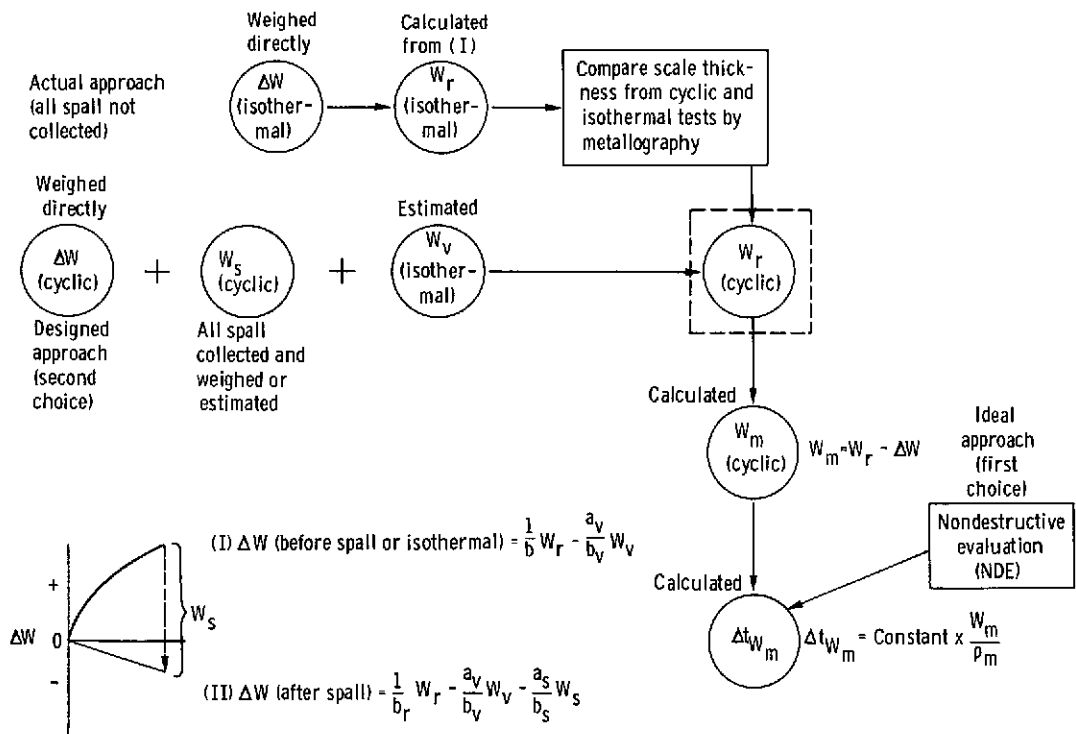 Actual approach
(all spall not
collected)
Weighed
directly
ΔW
(isother-
mal)
Calculated
from (I)
W_r
(isother-
mal)
Compare scale thick-
ness from cyclic and
isothermal tests by
metallography
Weighed
directly
ΔW
(cyclic)
Designed
approach
(second
choice)
+
W_s
(cyclic)
All spall
collected and
weighed or
estimated
+
Estimated
W_v
(isother-
mal)
W_r
(cyclic)
Calculated
W_m
(cyclic)
W_m = W_r - ΔW
Ideal
approach
(first
choice)
Nondestructive
evaluation
(NDE)
Calculated
Δt_{W_m}
Δt_{W_m} = Constant x W_m/ρ_m
+
ΔW 0
-
W_s
(I) ΔW (before spall or isothermal) = 1/b W_r - a_v/b_v W_v
(II) ΔW (after spall) = 1/b_r W_r - a_v/b_v W_v - a_s/b_s W_s